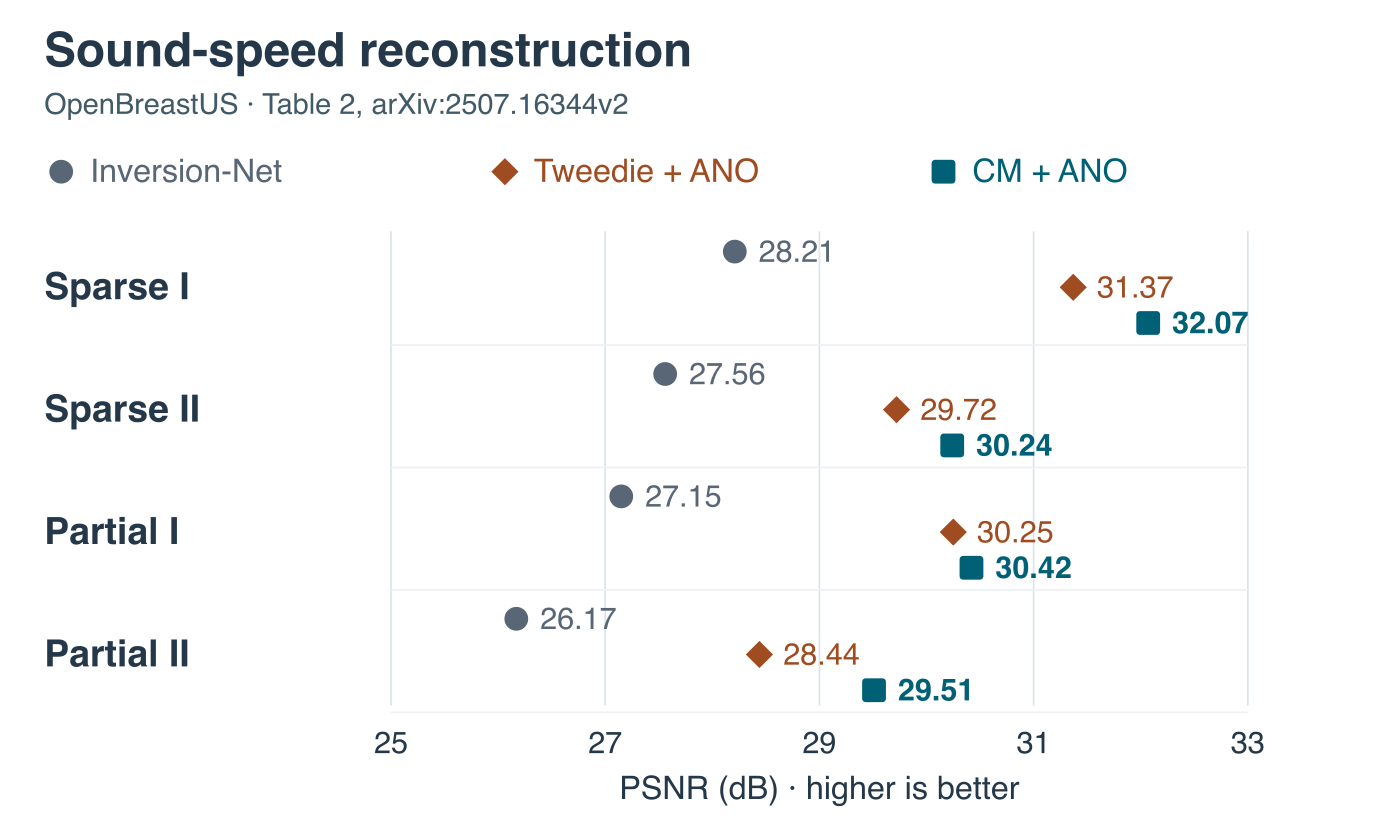 Sound-speed reconstruction
OpenBreastUS · Table 2, arXiv:2507.16344v2
Inversion-Net Tweedie + ANO CM + ANO
28.21
Sparse I 31.37
32.07
27.56
Sparse II 29.72
30.24
27.15
Partial I 30.25
30.42
26.17
Partial II 28.44
29.51
25 27 29 31 33
PSNR (dB) · higher is better